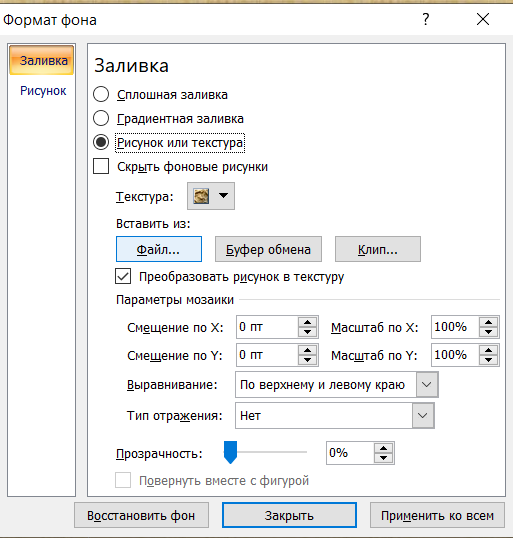 Формат фона
?
Заливка
Рисунок
Заливка
Сплошная заливка
Градиентная заливка
Рисунок или текстура
Скрыть фоновые рисунки
Текстура:
Вставить из:
Файл... Буфер обмена Клип...
Преобразовать рисунок в текстуру
Параметры мозаики
Смещение по X: 0 пт Масштаб по X: 100%
Смещение по Y: 0 пт Масштаб по Y: 100%
Выравнивание: По верхнему и левому краю
Тип отражения: Нет
Прозрачность: 0%
Повернуть вместе с фигурой
Восстановить фон Закрыть Применить ко всем